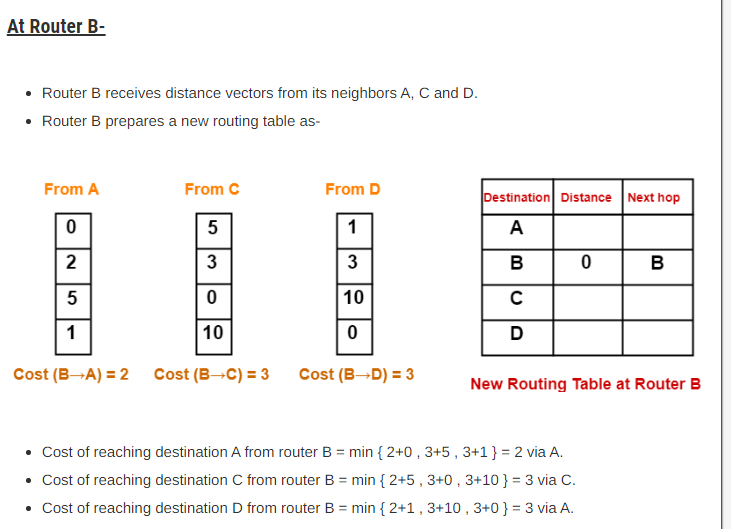 At Router B-
Router B receives distance vectors from its neighbors A, C and D.
Router B prepares a new routing table as-
From A From C From D
Destination Distance Next hop
0 5 1 A
2 3 3 B 0 B
5 0 10 C
1 10 0 D
Cost (B→A) = 2 Cost (B→C) = 3 Cost (B→D) = 3
New Routing Table at Router B
Cost of reaching destination A from router B = min { 2+0 , 3+5 , 3+1 } = 2 via A.
Cost of reaching destination C from router B = min { 2+5 , 3+0 , 3+10 } = 3 via C.
Cost of reaching destination D from router B = min { 2+1 , 3+10 , 3+0 } = 3 via A.